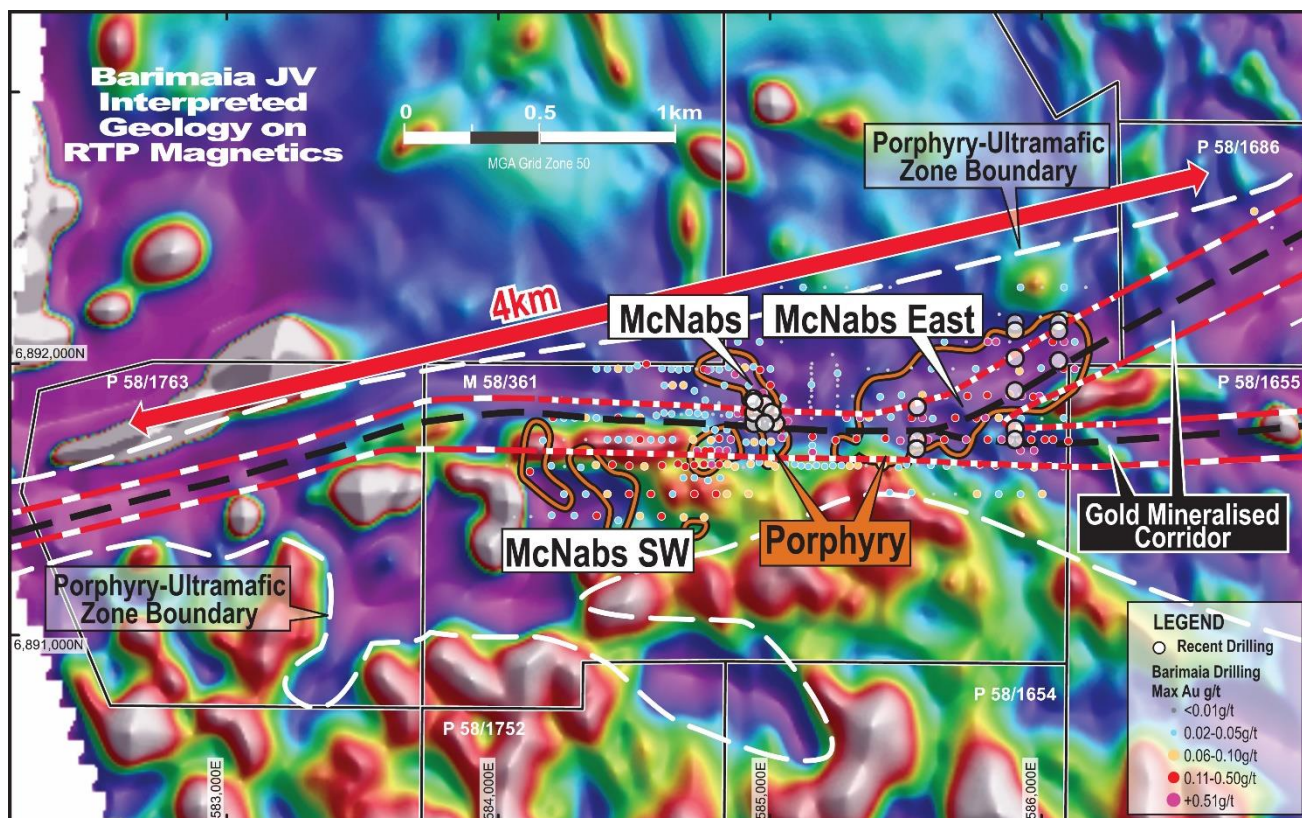 Barimaia JV
Interpreted
Geology on
RTP Magnetics
0 0.5 1km
MGA Grid Zone 50
Porphyry-Ultramafic
Zone Boundary
P 58/1686
4km
McNabs
McNabs East
6,892,000N
P 58/1763
M 58/361
P 58/1655
McNabs SW
Porphyry
Gold Mineralised
Corridor
Porphyry-Ultramafic
Zone Boundary
6,891,000N
P 58/1752
P 58/1654
583,000E
584,000E
585,000E
586,000E
LEGEND
Recent Drilling
Barimaia Drilling
Max Au g/t
<0.01g/t
0.02-0.05g/t
0.06-0.10g/t
0.11-0.50g/t
+0.51g/t